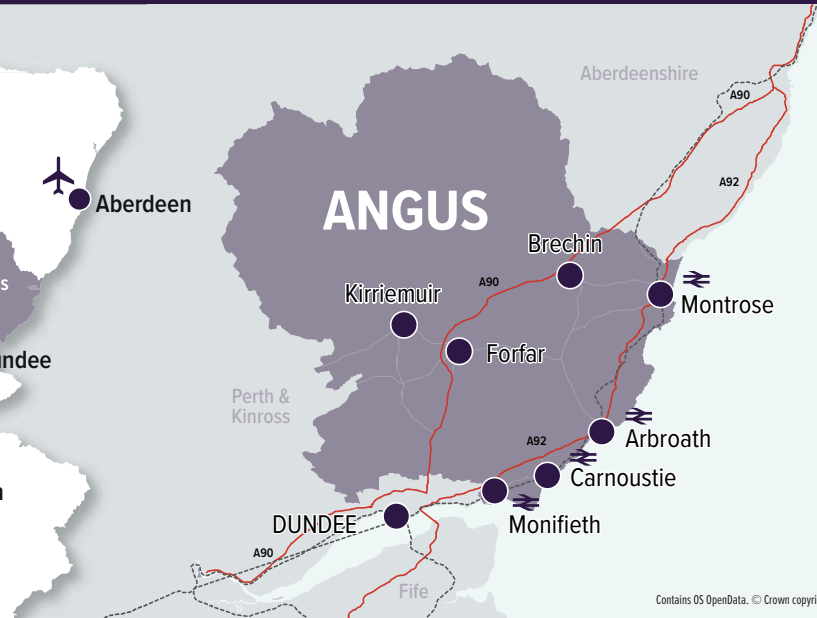 Aberdeenshire
A90
A92
Aberdeen
ANGUS
Brechin
A90
Kirriemuir
Montrose
Forfar
Perth &
Kinross
A92
Arbroath
Carnoustie
DUNDEE
Monifieth
A90
Fife
Contains OS OpenData. © Crown